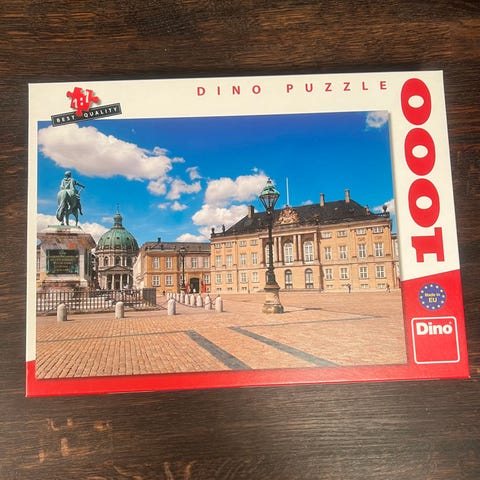 DINO PUZZLE
BEST QUALITY
1000
Made in
EU
Dino